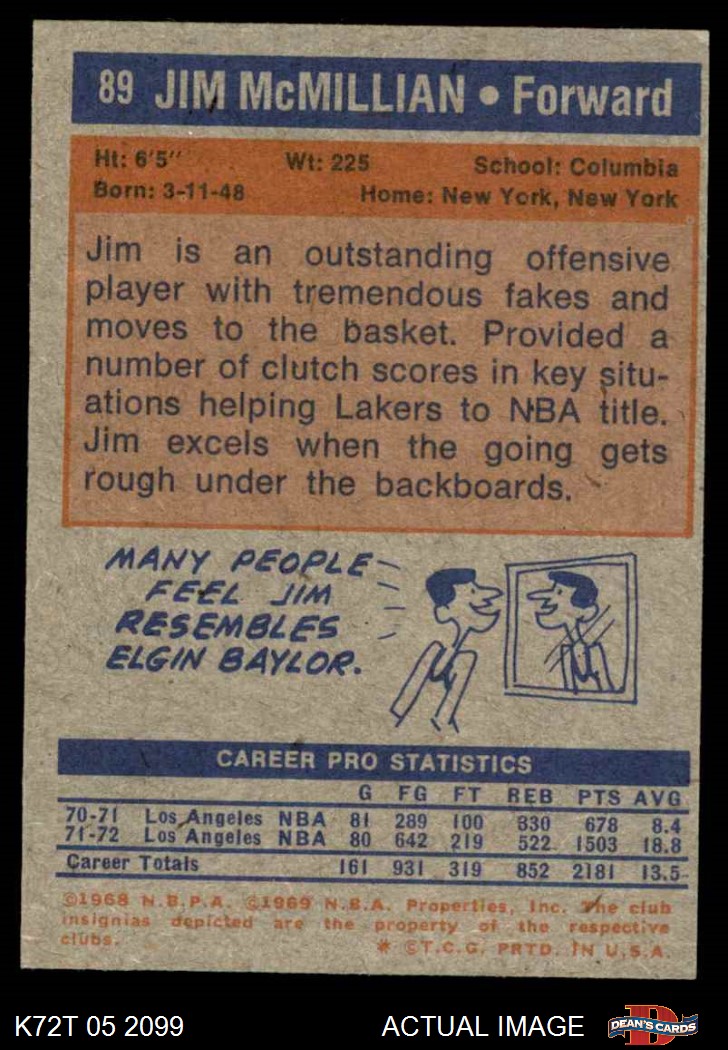 89 JIM McMILLIAN • Forward
Ht: 6'5" Wt: 225 School: Columbia
Born: 3-11-48 Home: New York, New York
Jim is an outstanding offensive
player with tremendous fakes and
moves to the basket. Provided a
number of clutch scores in key situ-
ations helping Lakers to NBA title.
Jim excels when the going gets
rough under the backboards.
MANY PEOPLE
FEEL JIM
RESEMBLES
ELGIN BAYLOR.
CAREER PRO STATISTICS
G FG FT REB PTS AVG
70-71 Los Angeles NBA 81 289 100 330 678 8.4
71-72 Los Angeles NBA 80 642 219 522 1503 18.8
Career Totals 161 931 319 852 2181 13.5
©1968 N.B.P.A. ©1969 N.B.A. Properties, Inc. The club
insignias depicted are the property of the respective
clubs.
* ©T.C.G. PRTD. IN U.S.A.
K72T 05 2099 ACTUAL IMAGE
D
DEAN'S CARDS